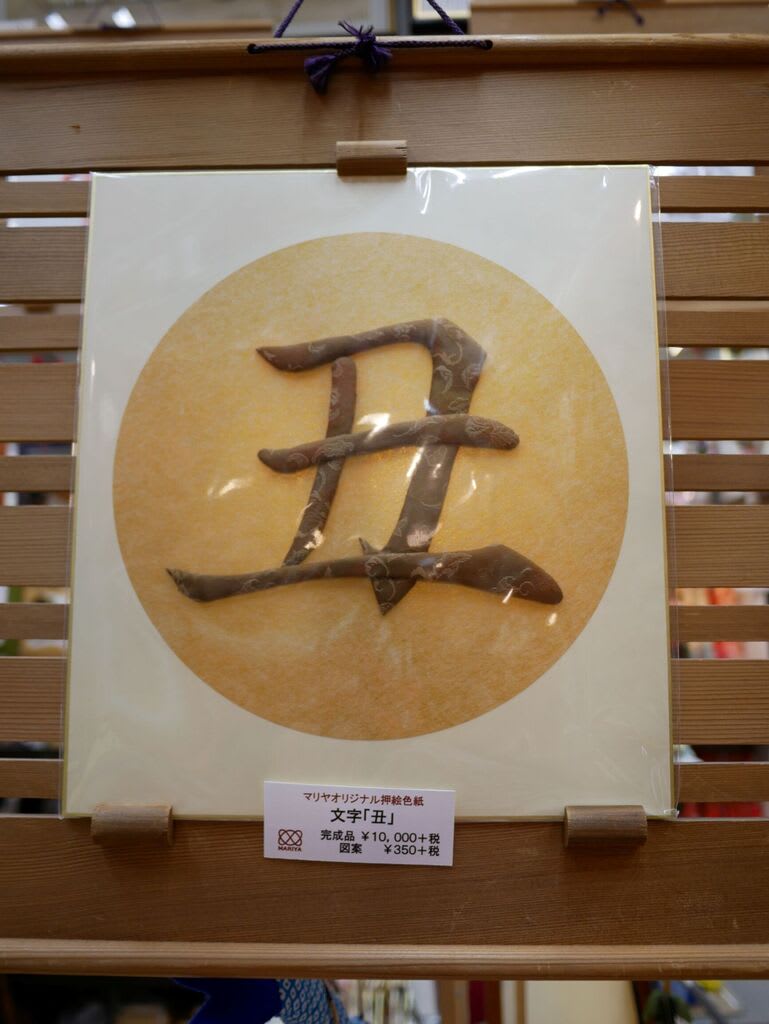 丑
マリヤオリジナル押絵色紙
文字「丑」
完成品 ¥10,000+税
図案 ¥350+税
MARIYA